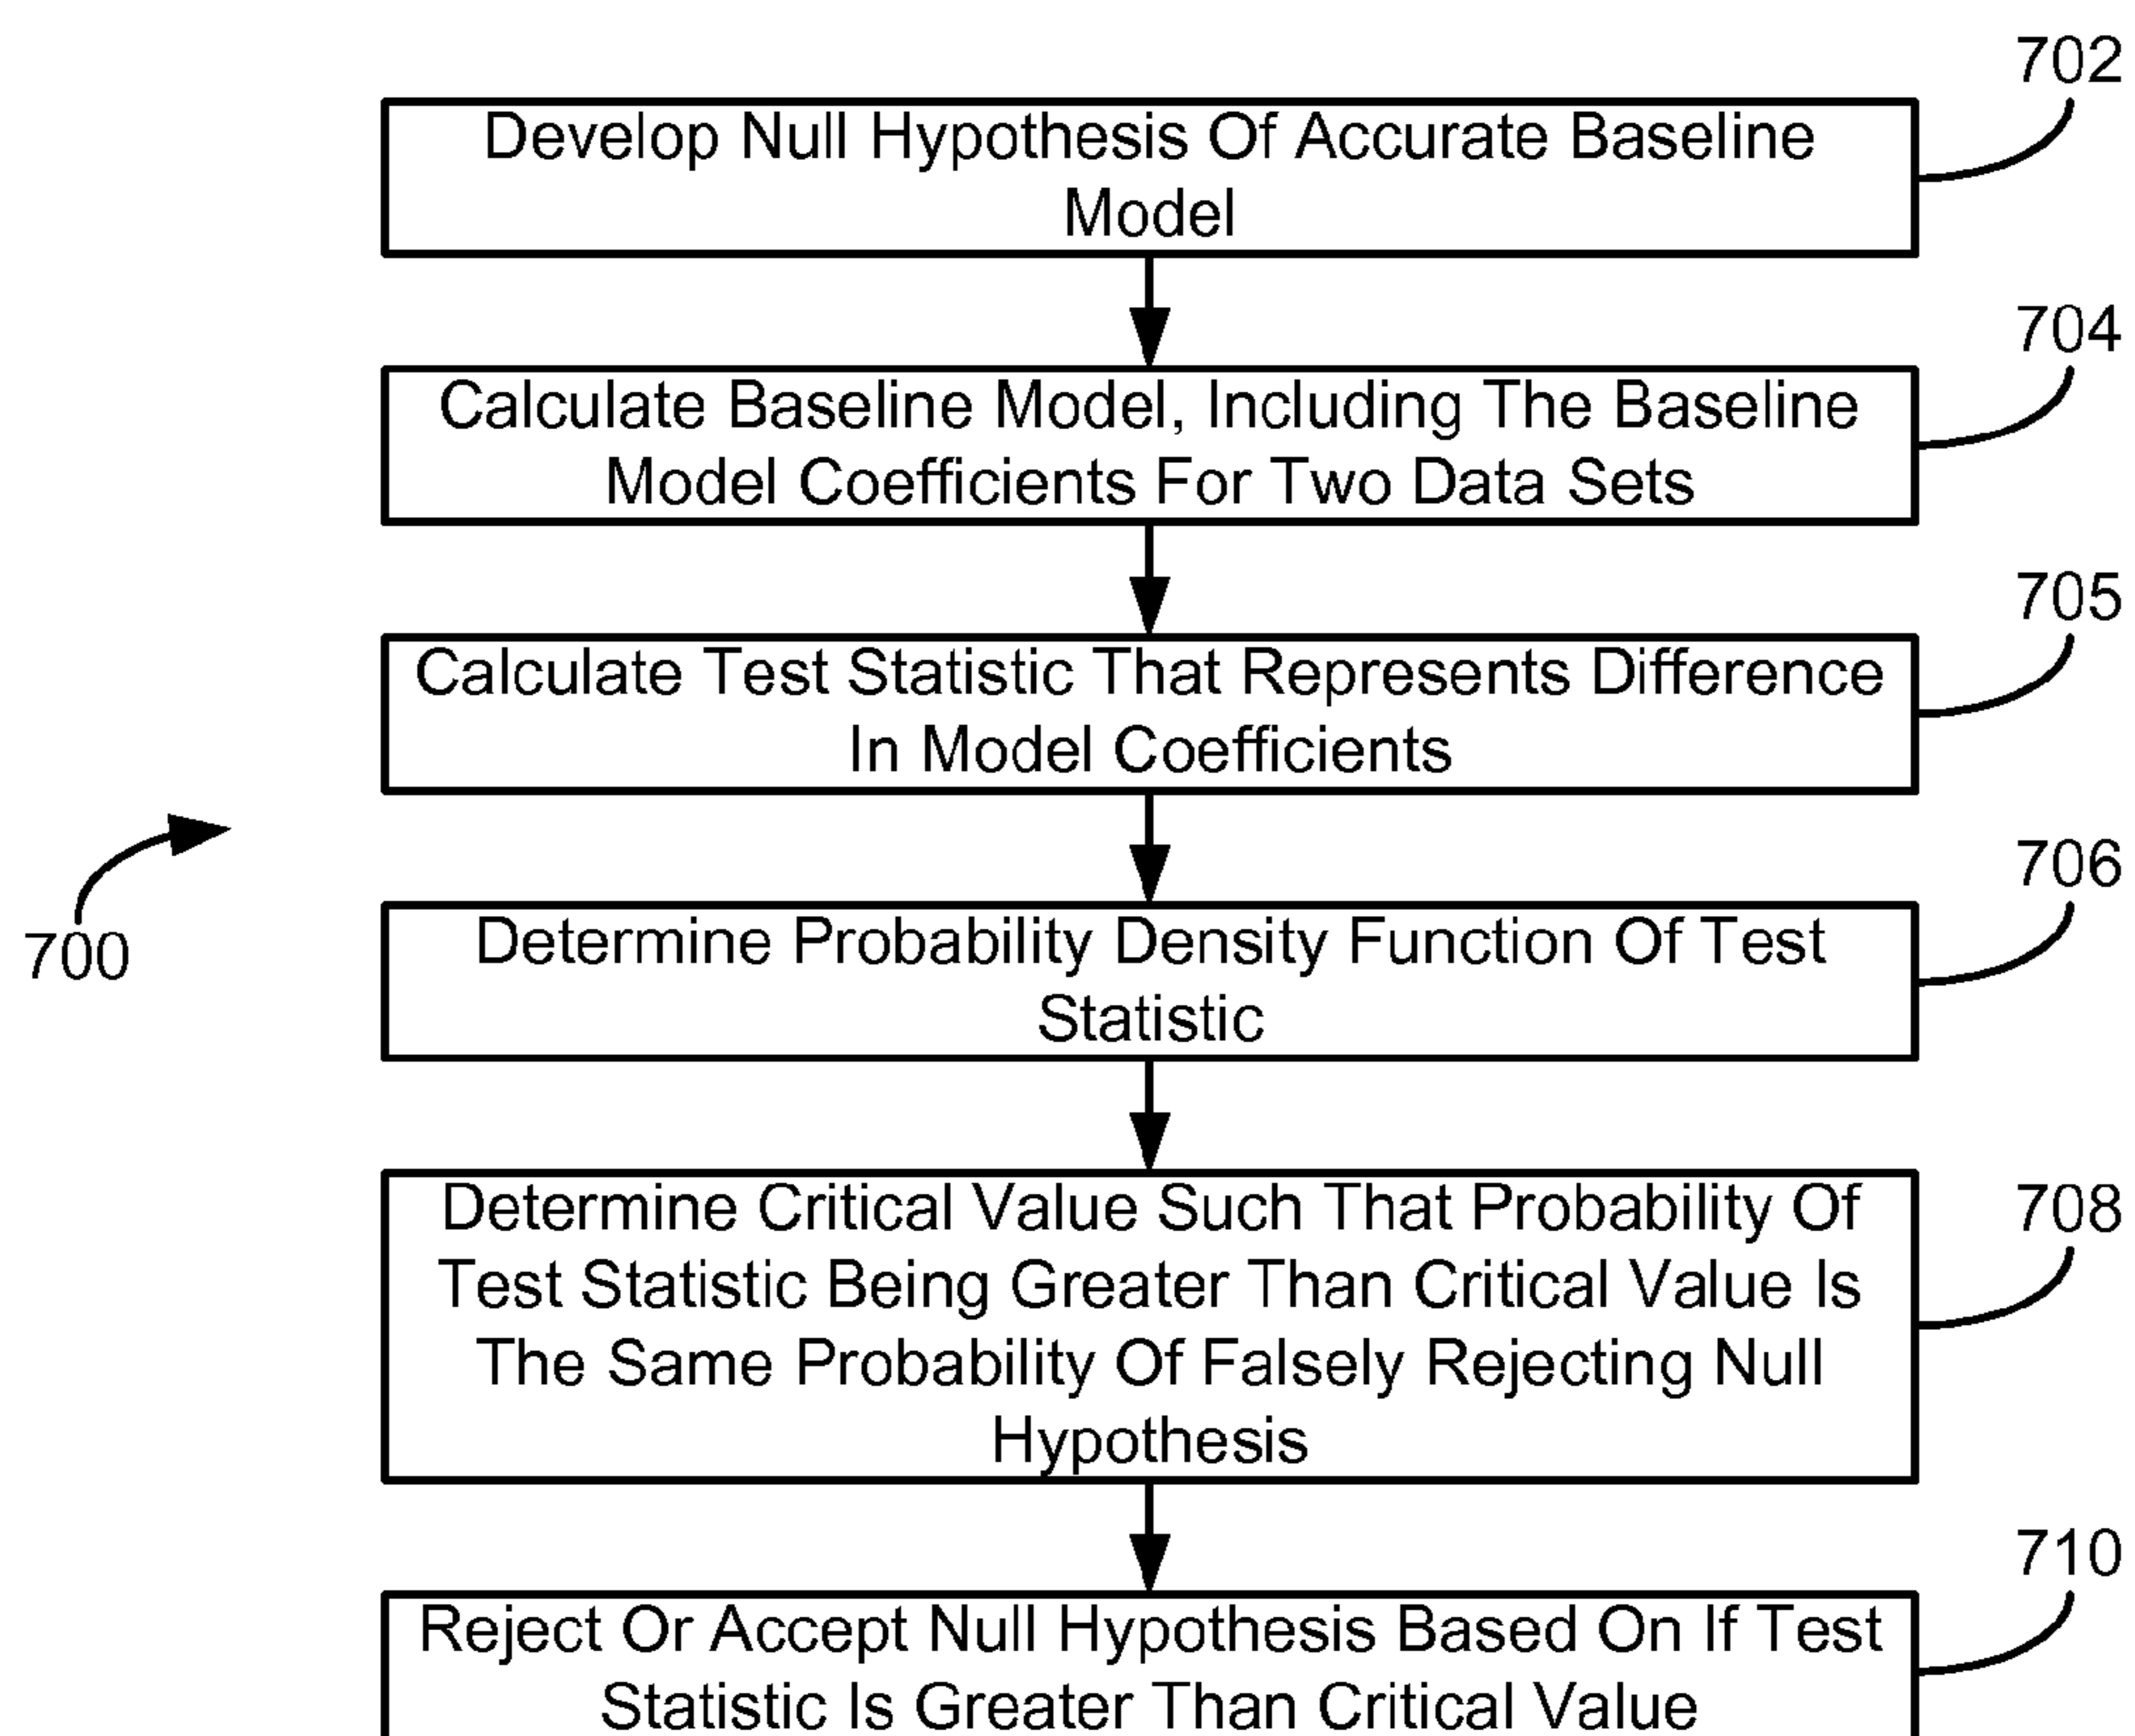 702
Develop Null Hypothesis Of Accurate Baseline
Model
704
Calculate Baseline Model, Including The Baseline
Model Coefficients For Two Data Sets
705
Calculate Test Statistic That Represents Difference
In Model Coefficients
700
706
Determine Probability Density Function Of Test
Statistic
708
Determine Critical Value Such That Probability Of
Test Statistic Being Greater Than Critical Value Is
The Same Probability Of Falsely Rejecting Null
Hypothesis
710
Reject Or Accept Null Hypothesis Based On If Test
Statistic Is Greater Than Critical Value